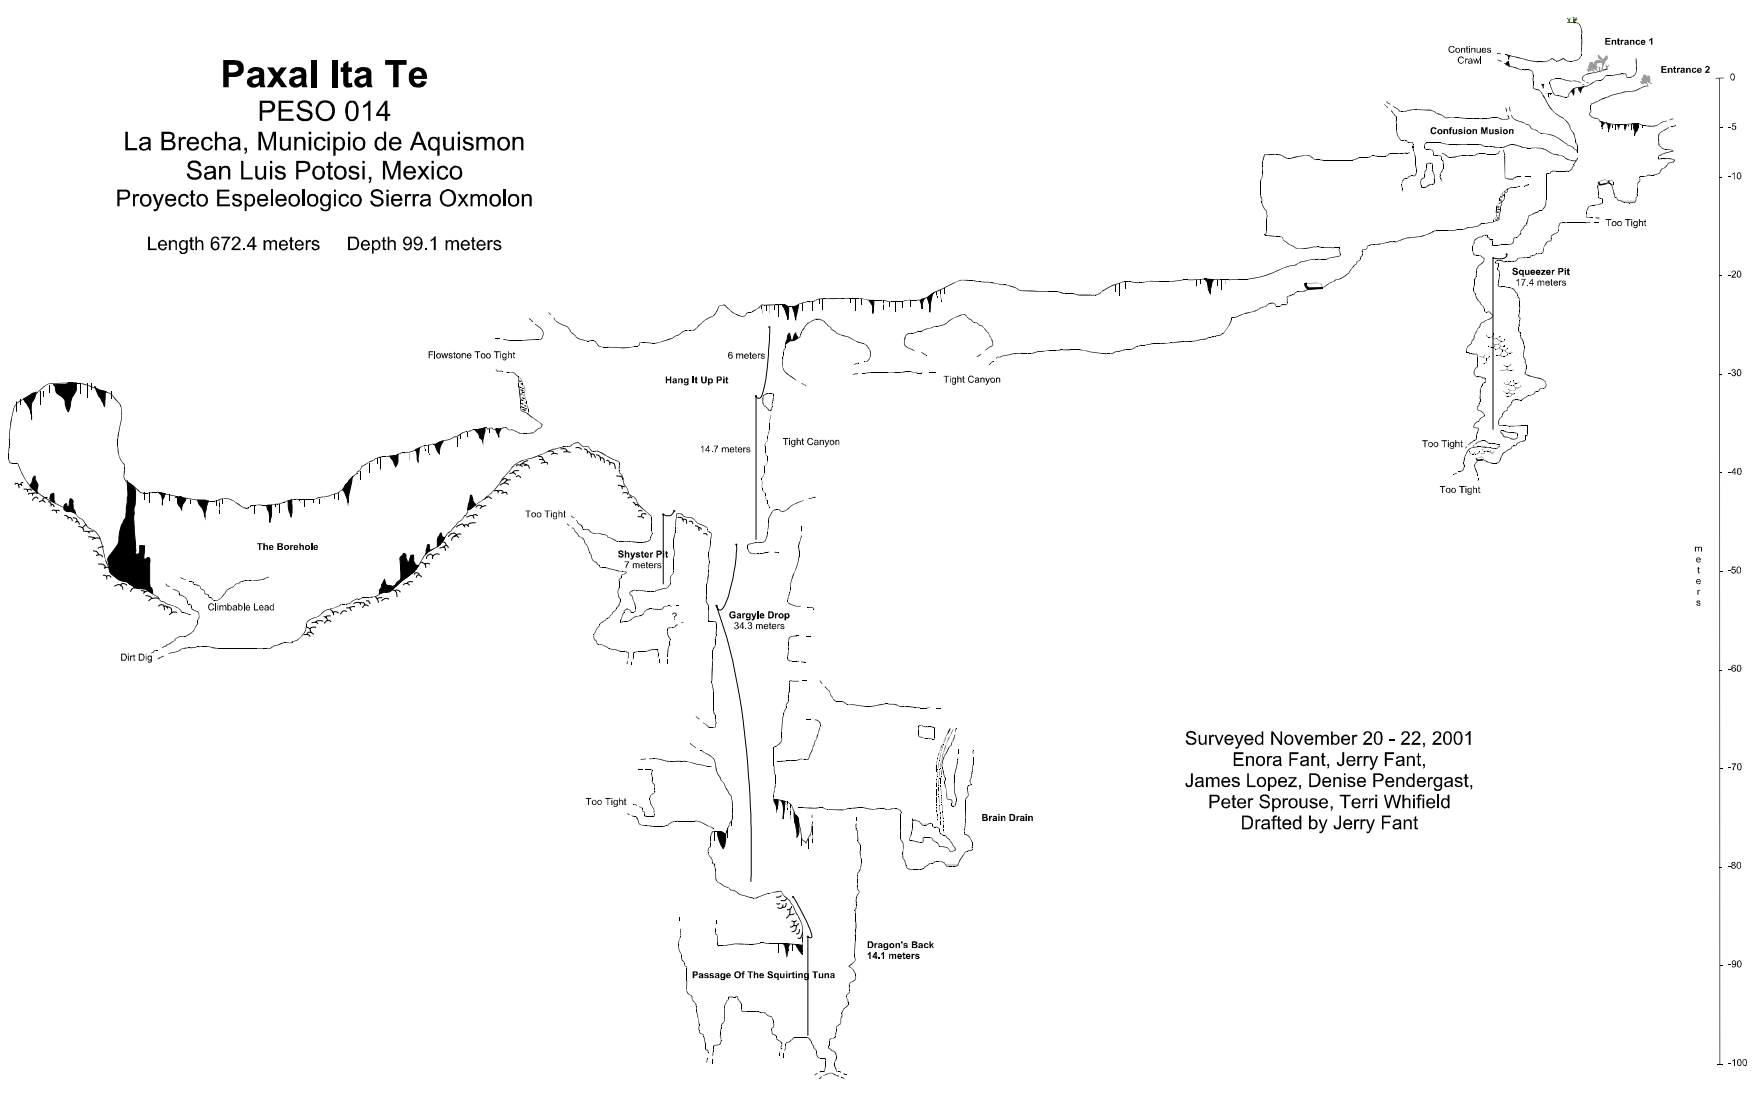 Paxal Ita Te
PESO 014
La Brecha, Municipio de Aquismon
San Luis Potosi, Mexico
Proyecto Espeleologico Sierra Oxmolon
Length 672.4 meters Depth 99.1 meters
Continues
Crawl
Entrance 1
Entrance 2
Confusion Musion
Too Tight
Squeezer Pit
17.4 meters
Too Tight
Too Tight
Flowstone Too Tight
6 meters
Hang It Up Pit
Tight Canyon
14.7 meters
Tight Canyon
Too Tight
The Borehole
Shyster Pit
7 meters
Climbable Lead
?
Gargyle Drop
34.3 meters
Dirt Dig
Too Tight
Brain Drain
Dragon's Back
14.1 meters
Passage Of The Squirting Tuna
Surveyed November 20 - 22, 2001
Enora Fant, Jerry Fant,
James Lopez, Denise Pendergast,
Peter Sprouse, Terri Whifield
Drafted by Jerry Fant
0
-5
-10
-20
-30
-40
meters
-50
-60
-70
-80
-90
-100